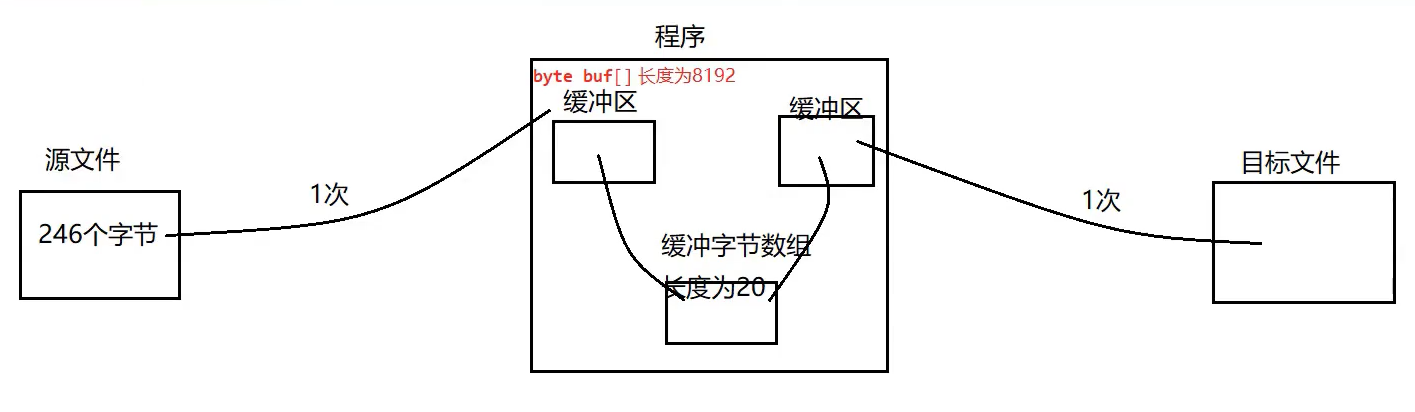 程序
byte buf[] 长度为8192
缓冲区
缓冲区
源文件
目标文件
1次
1次
246个字节
缓冲字节数组
长度为20